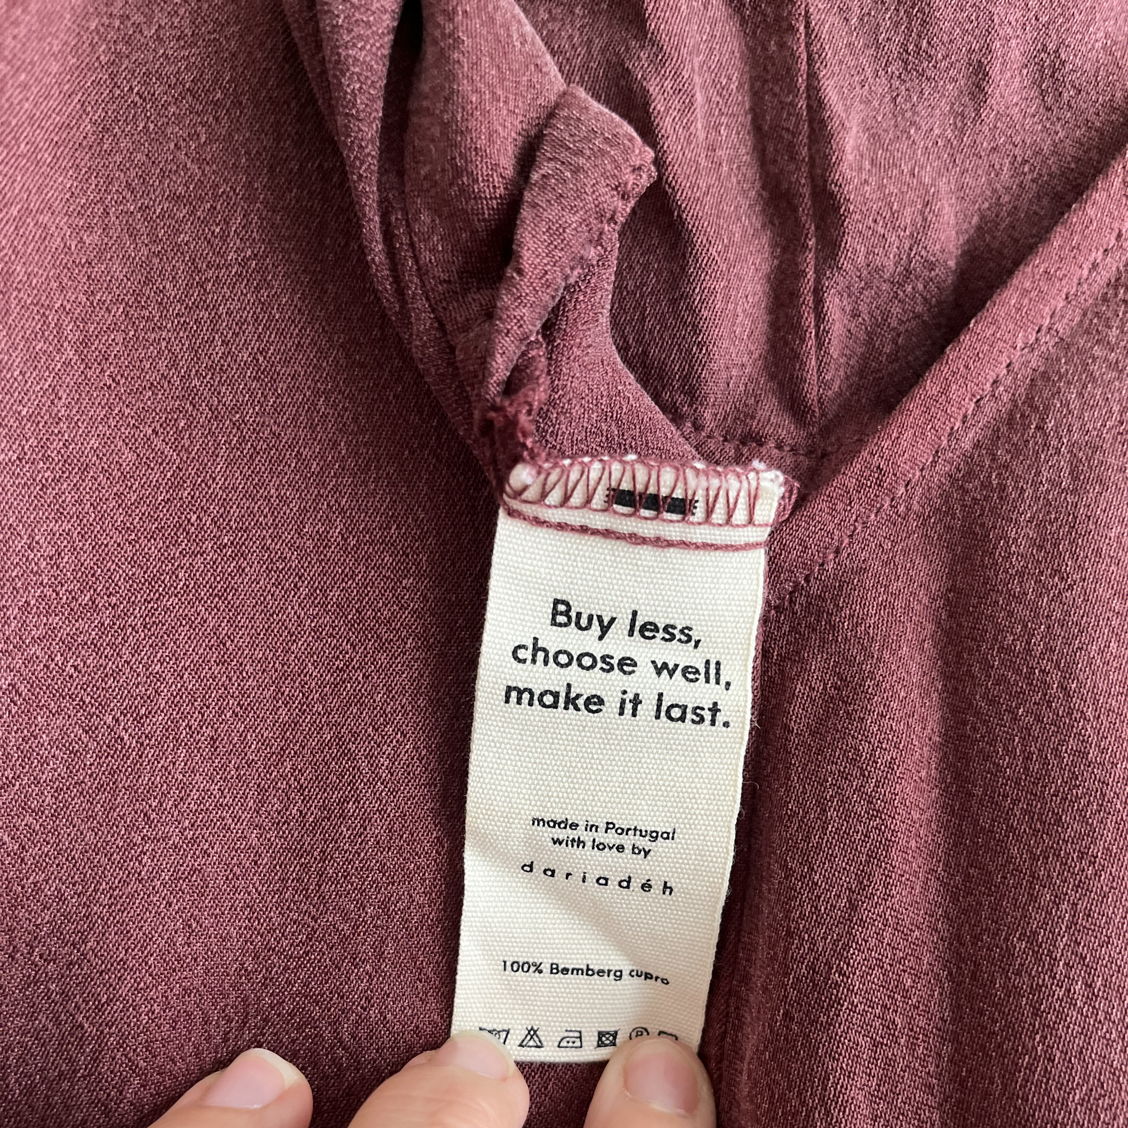 Buy less,
choose well,
make it last.
made in Portugal
with love by
dariadéh
100% Bemberg cupro